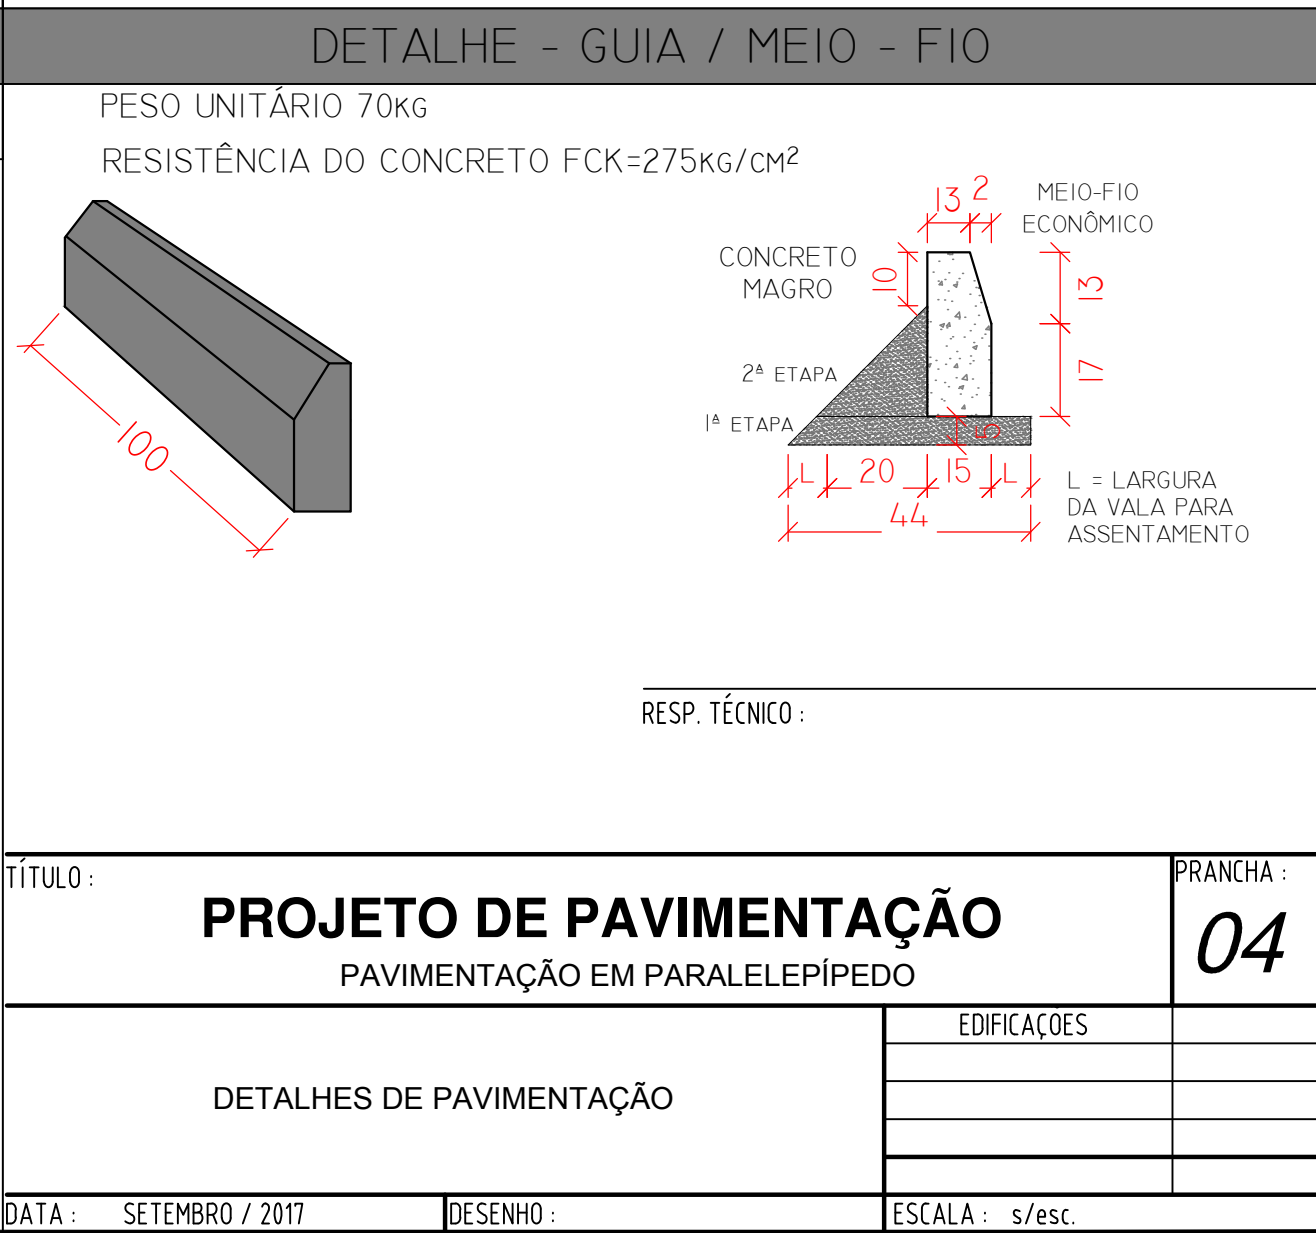 DETALHE - GUIA / MEIO - FIO
PESO UNITÁRIO 70KG
RESISTÊNCIA DO CONCRETO FCK=275KG/CM²
100
13 2
MEIO-FIO
ECONÔMICO
CONCRETO
MAGRO
10
13
17
2ª ETAPA
1ª ETAPA
5
L 20 15 L
44
L = LARGURA
DA VALA PARA
ASSENTAMENTO
RESP. TÉCNICO :
TÍTULO :
PROJETO DE PAVIMENTAÇÃO
PAVIMENTAÇÃO EM PARALELEPÍPEDO
PRANCHA :
04
DETALHES DE PAVIMENTAÇÃO
EDIFICAÇÕES
DATA : SETEMBRO / 2017
DESENHO :
ESCALA : s/esc.